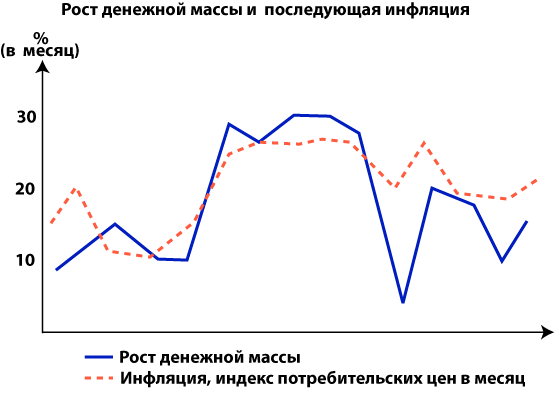 Рост денежной массы и последующая инфляция
%
(в месяц)
30
20
10
Рост денежной массы
Инфляция, индекс потребительских цен в месяц